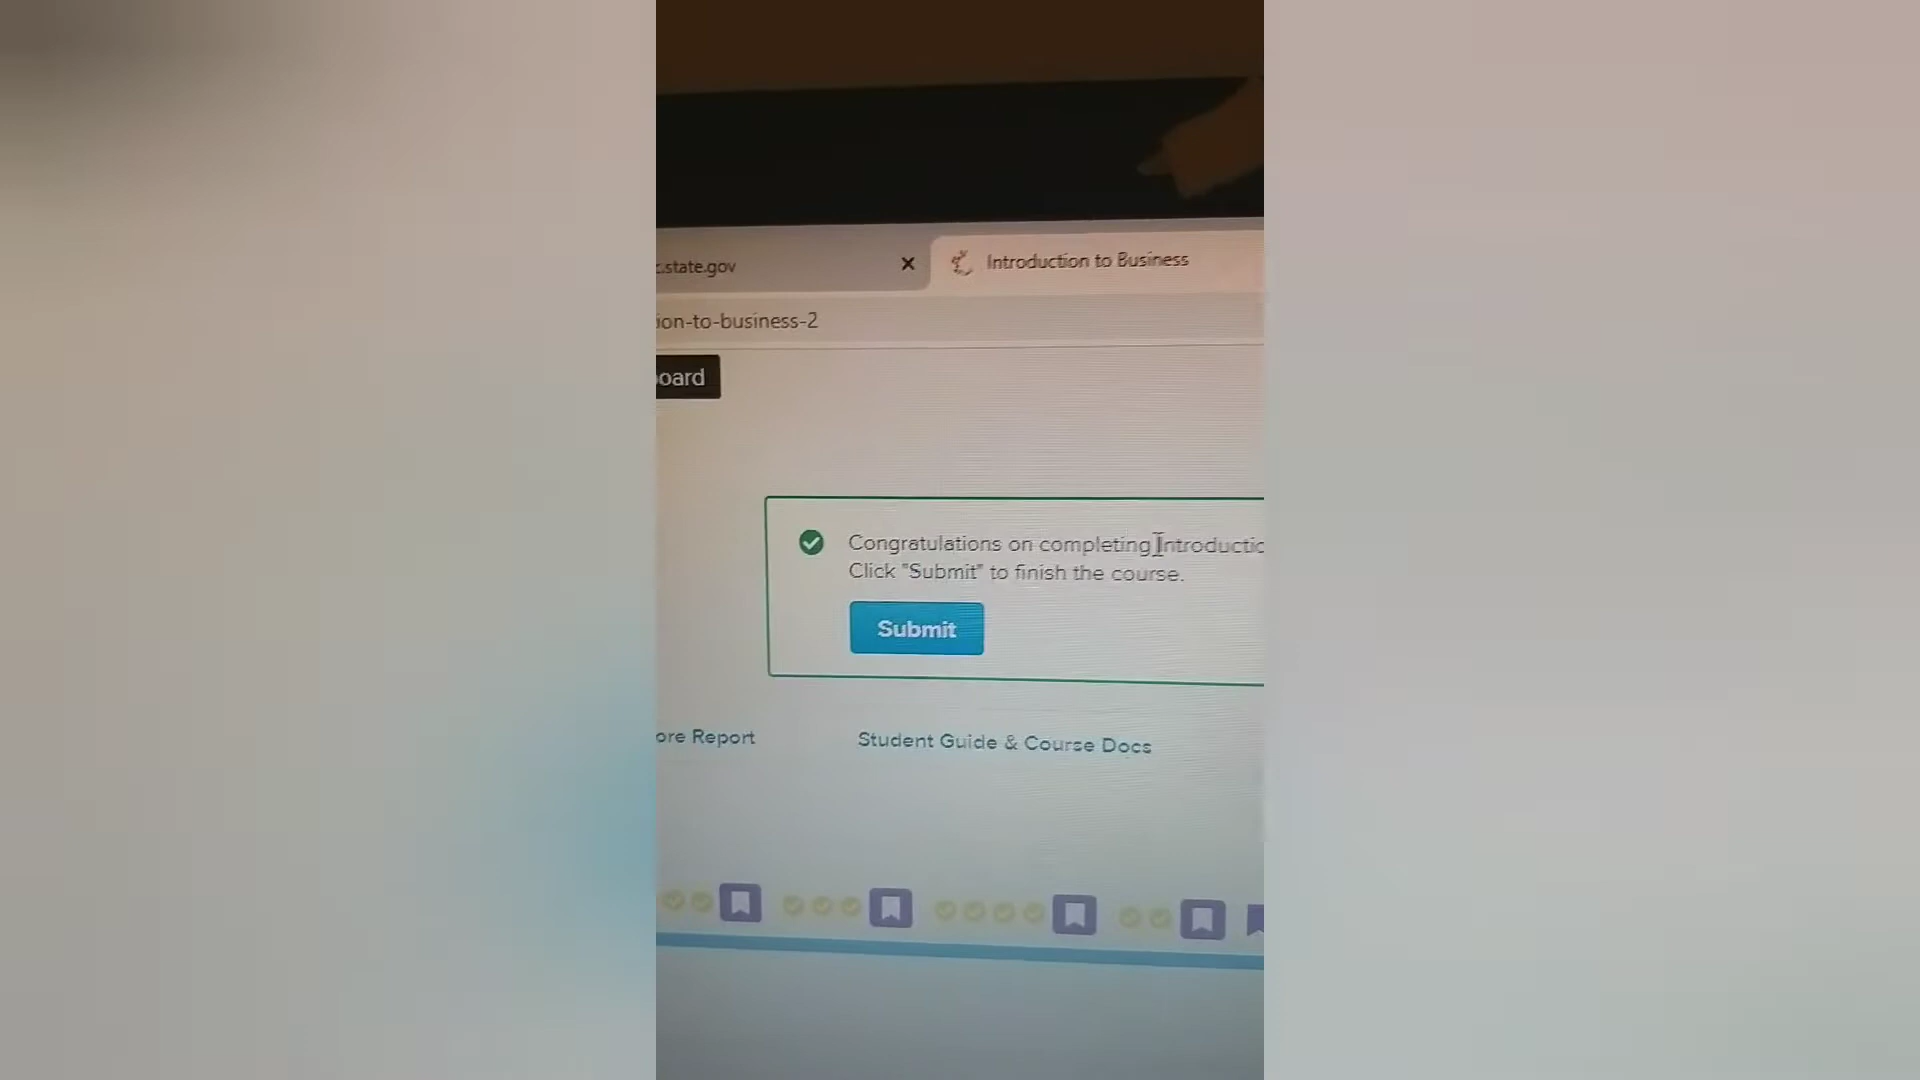 .state.gov
Introduction to Business
ion-to-business-2
oard
Congratulations on completing Introductio
Click "Submit" to finish the course.
Submit
ore Report
Student Guide & Course Docs